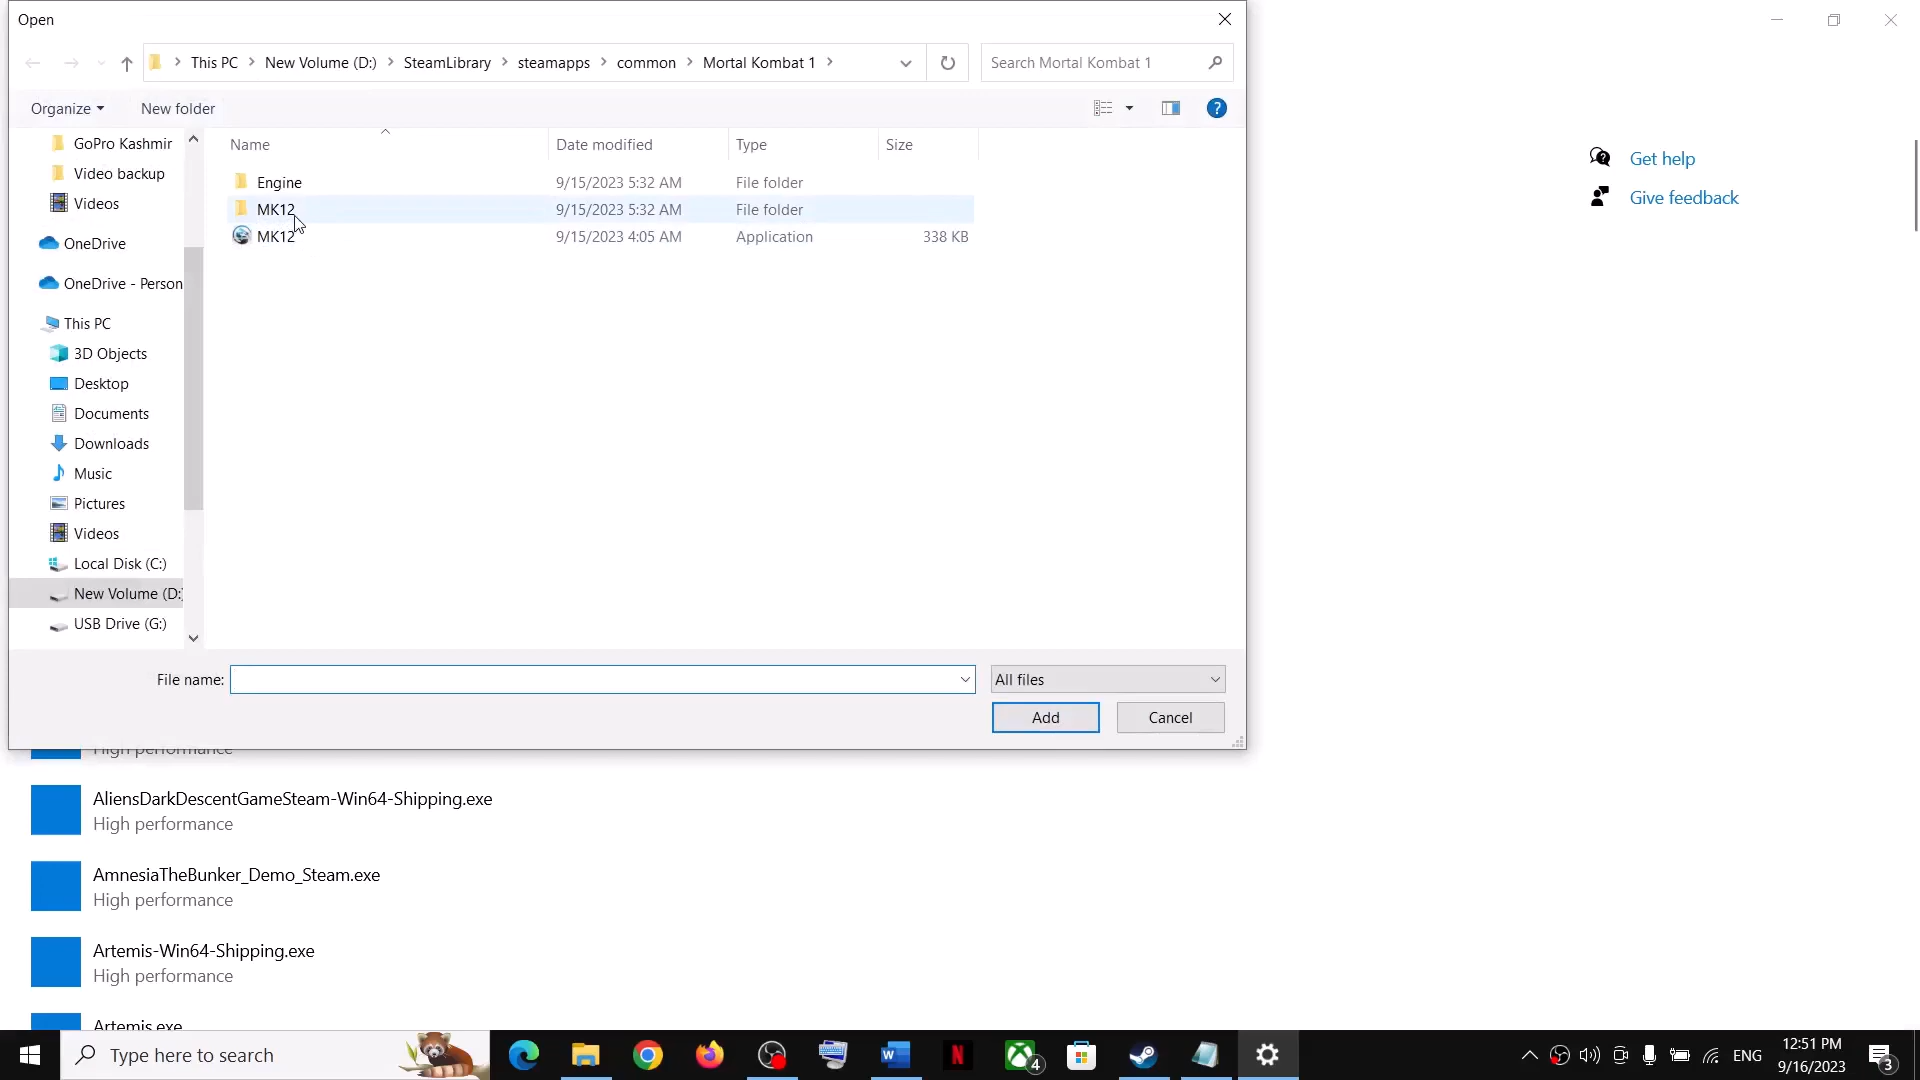 Open
This PC > New Volume (D:) > SteamLibrary > steamapps > common > Mortal Kombat 1 >
Search Mortal Kombat 1
Organize
New folder
?
GoPro Kashmir
Video backup
Videos
OneDrive
OneDrive - Person
This PC
3D Objects
Desktop
Documents
Downloads
Music
Pictures
Videos
Local Disk (C:)
New Volume (D:)
USB Drive (G:)
Name Date modified Type Size
Engine 9/15/2023 5:32 AM File folder
MK12 9/15/2023 5:32 AM File folder
MK12 9/15/2023 4:05 AM Application 338 KB
File name:
All files
Add
Cancel
Get help
Give feedback
High performance
AliensDarkDescentGameSteam-Win64-Shipping.exe
High performance
AmnesiaTheBunker_Demo_Steam.exe
High performance
Artemis-Win64-Shipping.exe
High performance
Artemis.exe
Type here to search
W
N
4
ENG
12:51 PM
9/16/2023
3